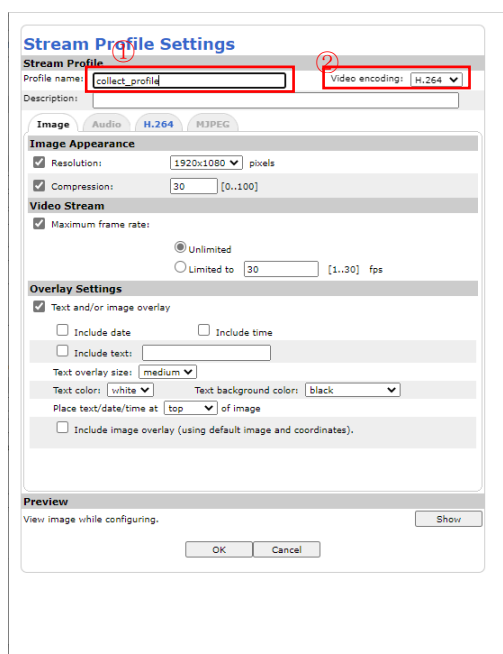 Stream Profile Settings
①
②
Stream Profile
Profile name: collect_profile Video encoding: H.264
Description:
Image Audio H.264 MJPEG
Image Appearance
Resolution: 1920x1080 pixels
Compression: 30 [0..100]
Video Stream
Maximum frame rate:
Unlimited
Limited to 30 [1..30] fps
Overlay Settings
Text and/or image overlay
Include date Include time
Include text:
Text overlay size: medium
Text color: white Text background color: black
Place text/date/time at top of image
Include image overlay (using default image and coordinates).
Preview
View image while configuring. Show
OK Cancel